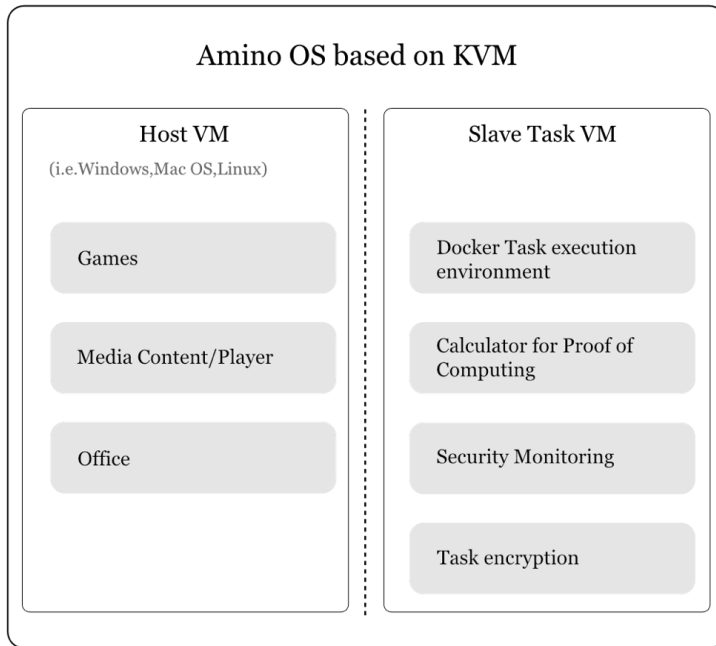 Amino OS based on KVM
Host VM
(i.e.Windows,Mac OS,Linux)
Games
Media Content/Player
Office
Slave Task VM
Docker Task execution
environment
Calculator for Proof of
Computing
Security Monitoring
Task encryption